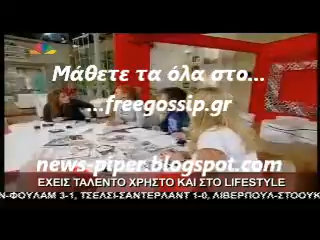 Μάθετε τα όλα στο...
...freegossip.gr
news-piper.blogspot.com
ΕΧΕΙΣ ΤΑΛΕΝΤΟ ΧΡΗΣΤΟ ΚΑΙ ΣΤΟ LIFESTYLE
Ν-ΦΟΥΛΑΜ 3-1, ΤΣΕΛΣΙ-ΣΑΝΤΕΡΛΑΝΤ 1-0, ΛΙΒΕΡΠΟΥΛ-ΣΤΟΟΥΚ